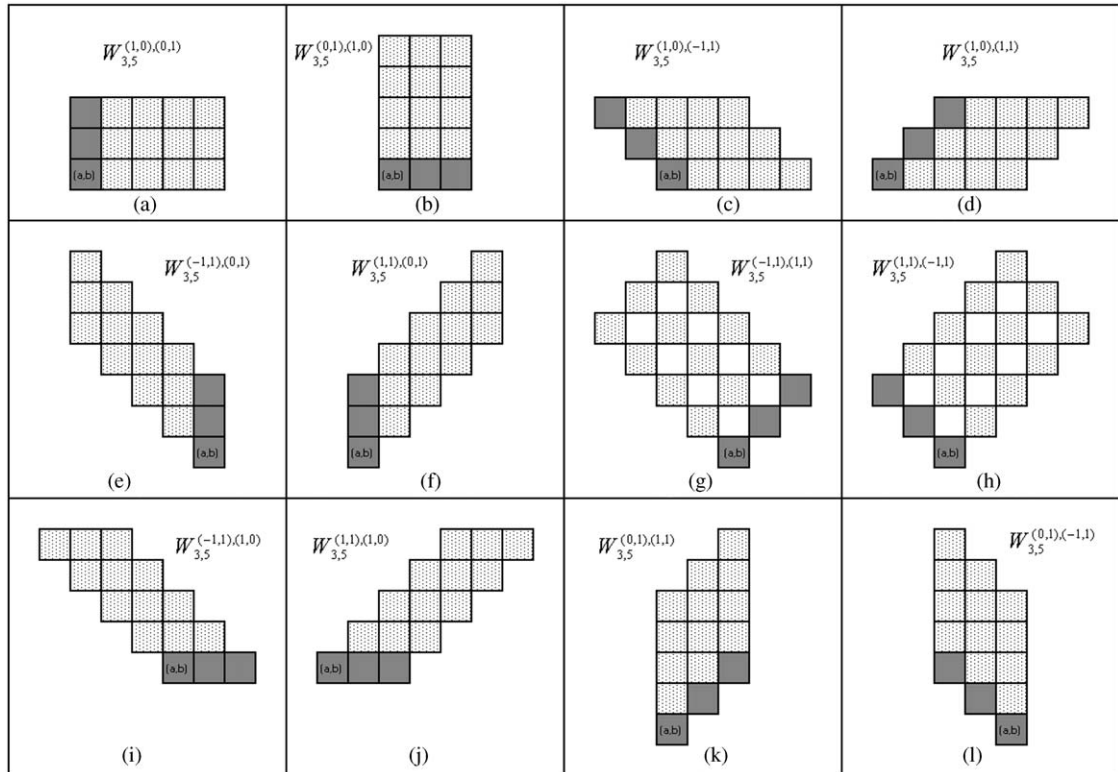 W_{3,5}^{(1,0),(0,1)}
(a,b)
(a)
W_{3,5}^{(0,1),(1,0)}
(a,b)
(b)
W_{3,5}^{(1,0),(-1,1)}
(a,b)
(c)
W_{3,5}^{(1,0),(1,1)}
(a,b)
(d)
W_{3,5}^{(-1,1),(0,1)}
(a,b)
(e)
W_{3,5}^{(1,1),(0,1)}
(a,b)
(f)
W_{3,5}^{(-1,1),(1,1)}
(a,b)
(g)
W_{3,5}^{(1,1),(-1,1)}
(a,b)
(h)
W_{3,5}^{(-1,1),(1,0)}
(a,b)
(i)
W_{3,5}^{(1,1),(1,0)}
(a,b)
(j)
W_{3,5}^{(0,1),(1,1)}
(a,b)
(k)
W_{3,5}^{(0,1),(-1,1)}
(a,b)
(l)